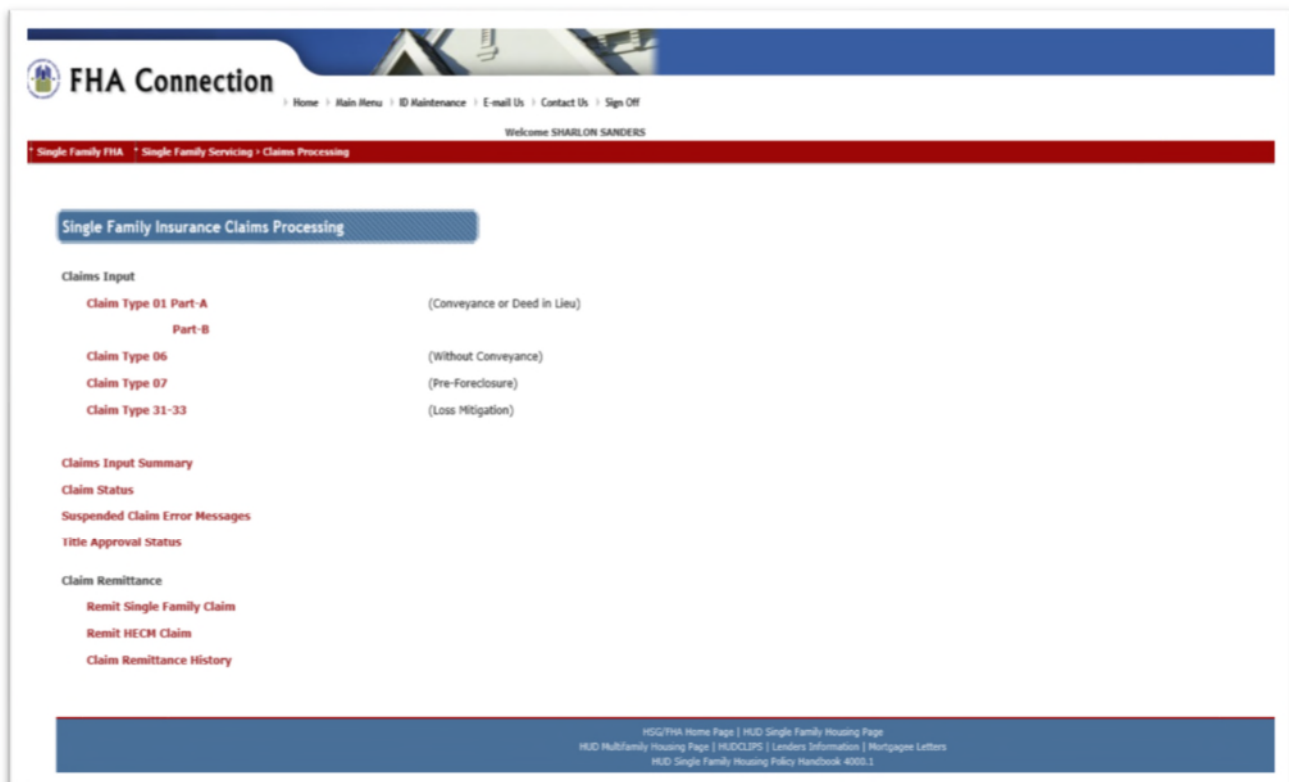 FHA Connection
Home Main Menu ID Maintenance E-mail Us Contact Us Sign Off
Welcome SHARLON SANDERS
Single Family FHA Single Family Servicing > Claims Processing
Single Family Insurance Claims Processing
Claims Input
Claim Type 01 Part-A (Conveyance or Deed in Lieu)
Part-B
Claim Type 06 (Without Conveyance)
Claim Type 07 (Pre-Foreclosure)
Claim Type 31-33 (Loss Mitigation)
Claims Input Summary
Claim Status
Suspended Claim Error Messages
Title Approval Status
Claim Remittance
Remit Single Family Claim
Remit HECM Claim
Claim Remittance History
HSG/FHA Home Page | HUD Single Family Housing Page
HUD Multifamily Housing Page | HUDCLIPS | Lenders Information | Mortgagee Letters
HUD Single Family Housing Policy Handbook 4000.1